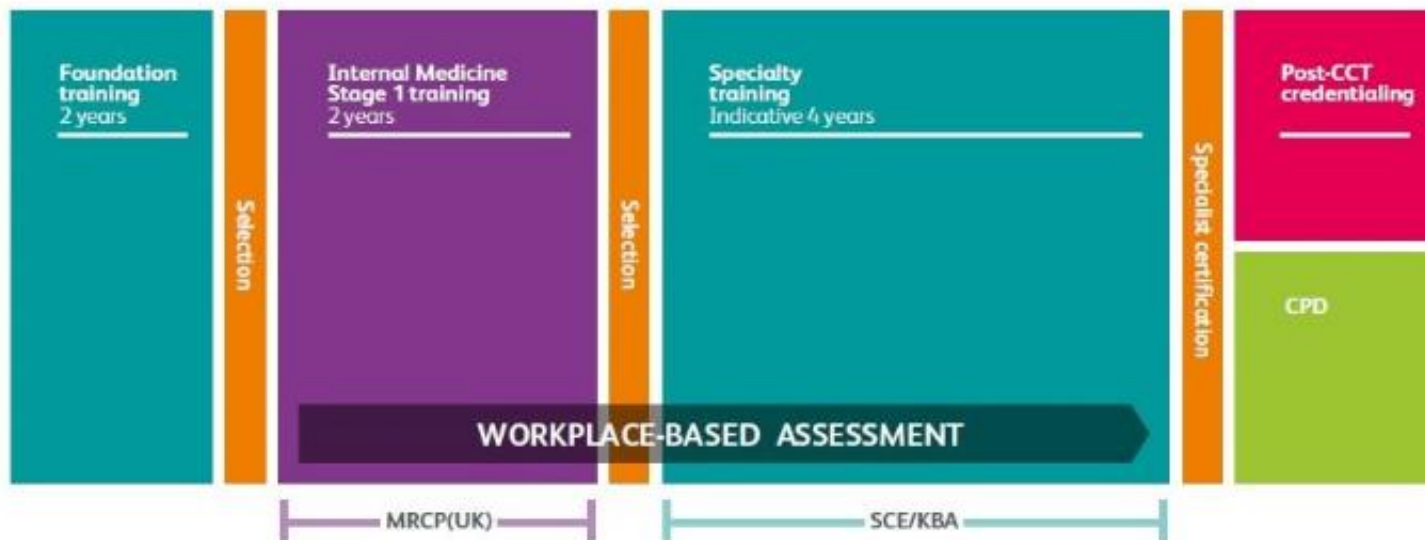 Foundation
training
2 years
Selection
Internal Medicine
Stage 1 training
2 years
Selection
Specialty
training
Indicative 4 years
Specialist certification
Post-CCT
credentialing
CPD
WORKPLACE-BASED ASSESSMENT
MRCP(UK)
SCE/KBA